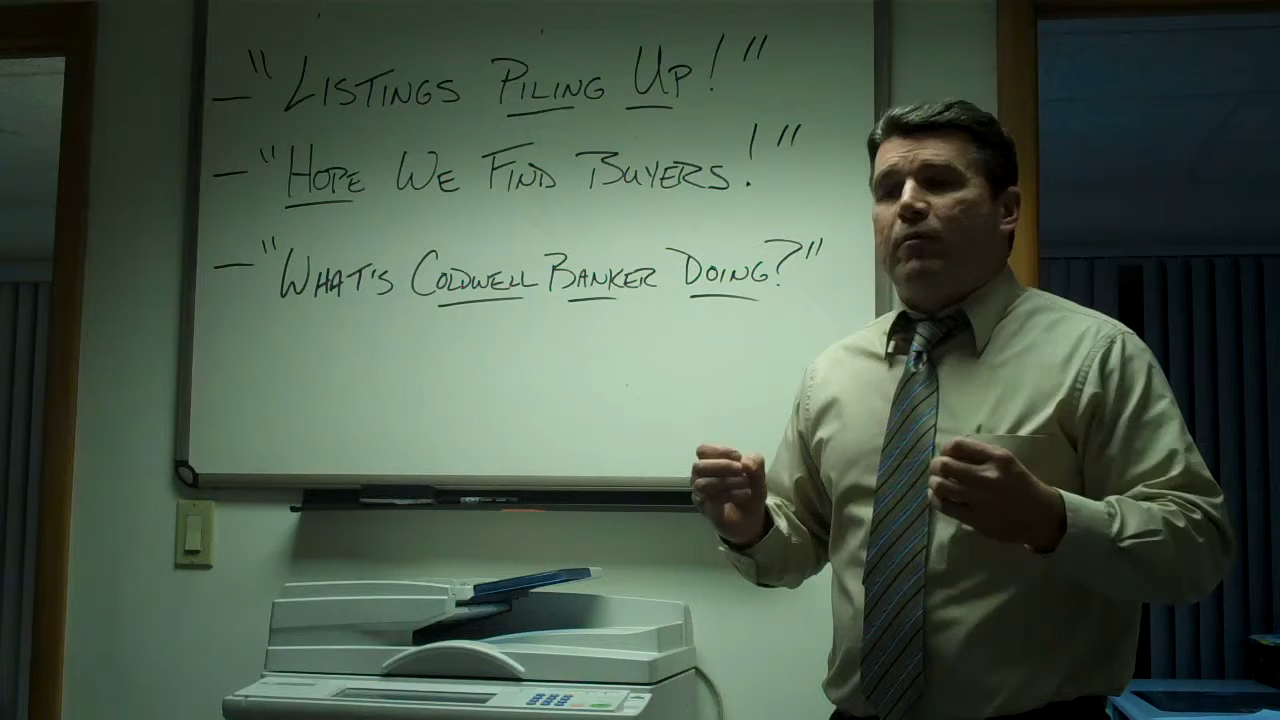 - "LISTINGS PILING UP!"
- "HOPE WE FIND BUYERS!"
- "WHAT'S COLDWELL BANKER DOING?"